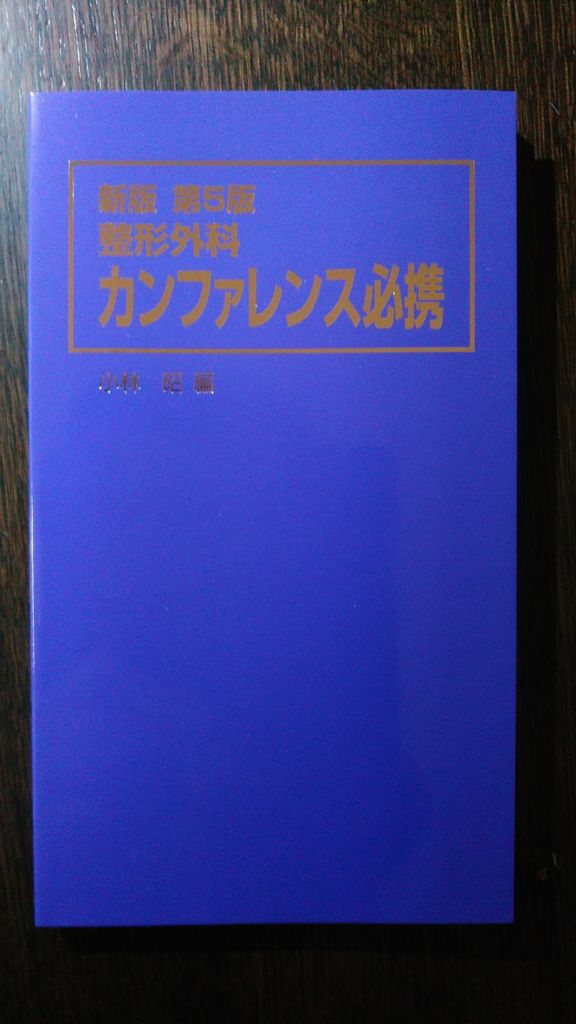 新版 第5版
整形外科
カンファレンス必携
小林 昭 編